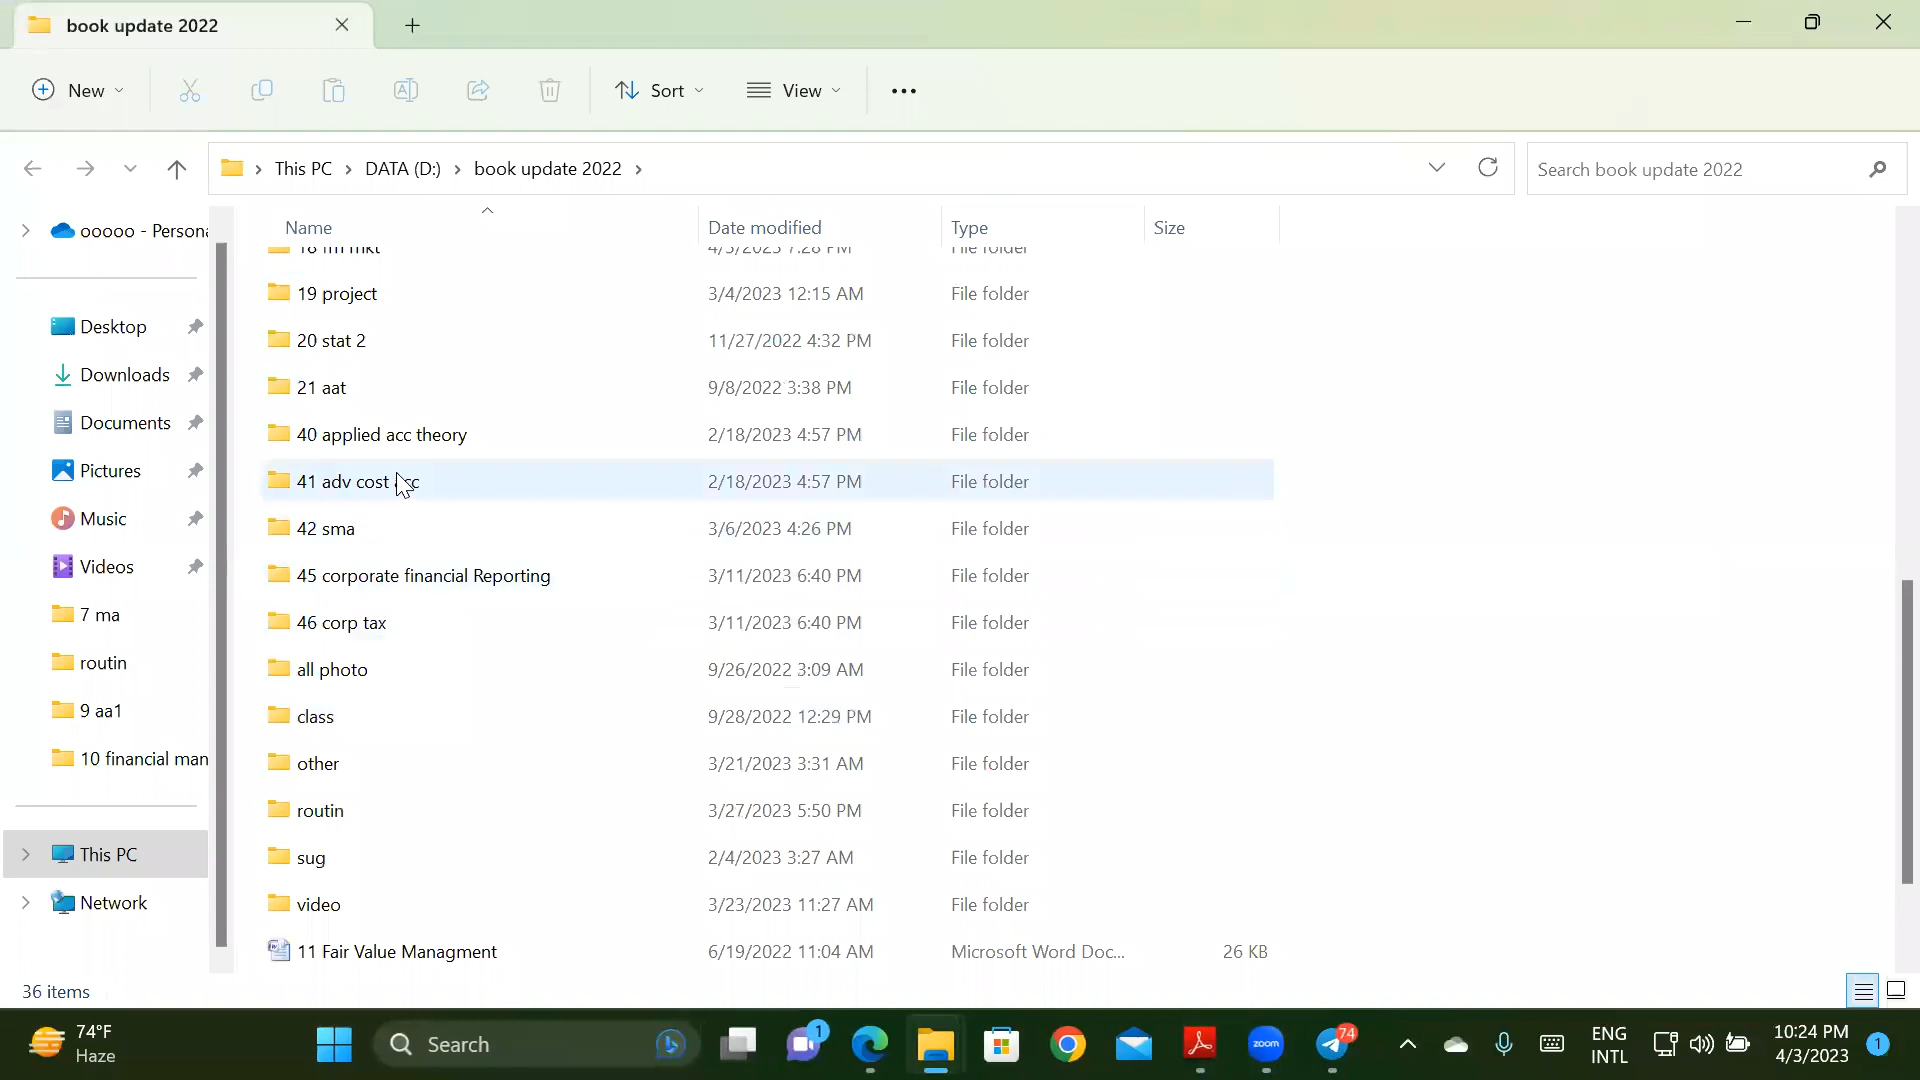 book update 2022
New
Sort
View
This PC
DATA (D:)
book update 2022
Search book update 2022
ooooo - Persona
Name
Date modified
Type
Size
19 project 3/4/2023 12:15 AM File folder
20 stat 2 11/27/2022 4:32 PM File folder
21 aat 9/8/2022 3:38 PM File folder
40 applied acc theory 2/18/2023 4:57 PM File folder
41 adv cost 2/18/2023 4:57 PM File folder
42 sma 3/6/2023 4:26 PM File folder
45 corporate financial Reporting 3/11/2023 6:40 PM File folder
46 corp tax 3/11/2023 6:40 PM File folder
all photo 9/26/2022 3:09 AM File folder
class 9/28/2022 12:29 PM File folder
other 3/21/2023 3:31 AM File folder
routin 3/27/2023 5:50 PM File folder
sug 2/4/2023 3:27 AM File folder
video 3/23/2023 11:27 AM File folder
11 Fair Value Managment 6/19/2022 11:04 AM Microsoft Word Doc... 26 KB
Desktop
Downloads
Documents
Pictures
Music
Videos
7 ma
routin
9 aa1
10 financial man
This PC
Network
36 items
74°F
Haze
Search
1
zoom
74
ENG
INTL
10:24 PM
4/3/2023
1